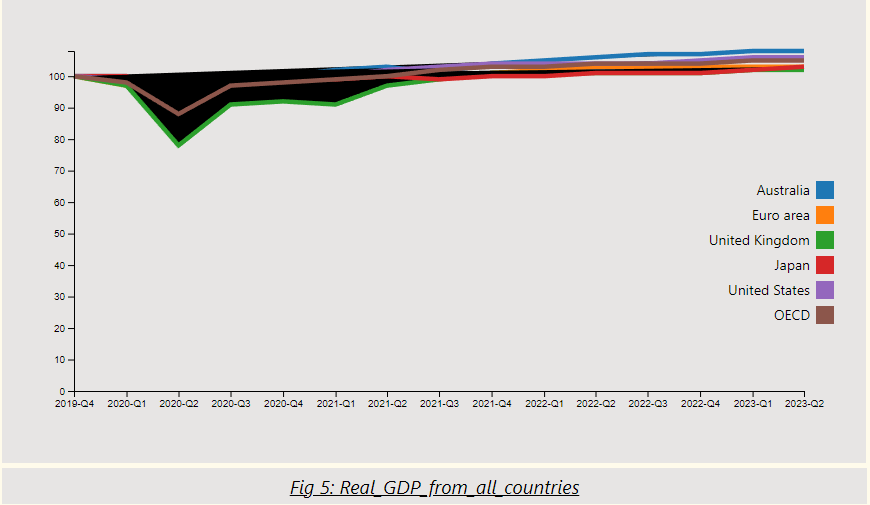 100
90
80
70
60
50
40
30
20
10
0
2019-Q4 2020-Q1 2020-Q2 2020-Q3 2020-Q4 2021-Q1 2021-Q2 2021-Q3 2021-Q4 2022-Q1 2022-Q2 2022-Q3 2022-Q4 2023-Q1 2023-Q2
Australia
Euro area
United Kingdom
Japan
United States
OECD
Fig 5: Real_GDP_from_all_countries